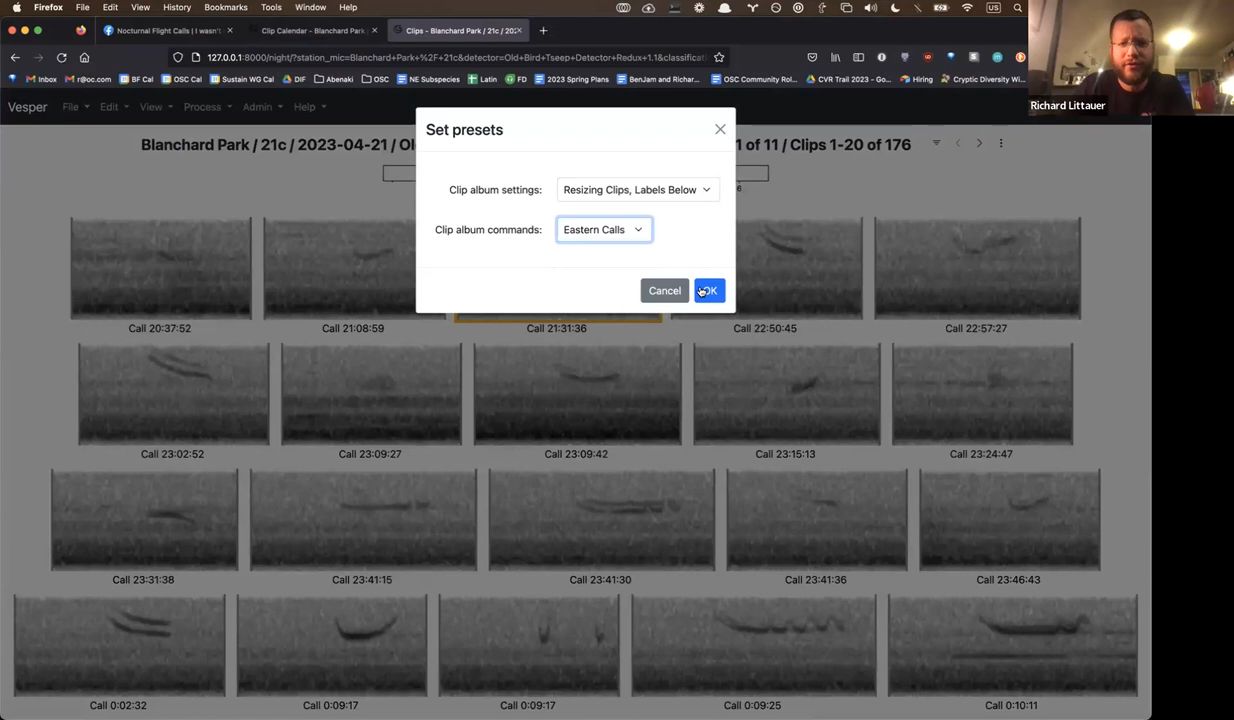 Firefox File Edit View History Bookmarks Tools Window Help US
Nocturnal Flight Calls | I wasn' × Clip Calendar - Blanchard Park × Clips - Blanchard Park / 21c / 202 × +
127.0.0.1:8000/night/?station_mic=Blanchard+Park+%2F+21c&detector=Old+Bird+Tseep+Detector+Redux+1.1&classificat
Inbox r@oc.com BF Cal OSC Cal Sustain WG Cal DIF Abenaki OSC NE Subspecies Latin FD 2023 Spring Plans BenJam and Richar... OSC Community Rol... CVR Trail 2023 - Go... Hiring Cryptic Diversity Wi...
Richard Littauer
Vesper File Edit View Process Admin Help
Set presets
Blanchard Park / 21c / 2023-04-21 / Ol
1 of 11 / Clips 1-20 of 176
Clip album settings: Resizing Clips, Labels Below
Clip album commands: Eastern Calls
Cancel OK
Call 20:37:52 Call 21:08:59 Call 21:31:36 Call 22:50:45 Call 22:57:27
Call 23:02:52 Call 23:09:27 Call 23:09:42 Call 23:15:13 Call 23:24:47
Call 23:31:38 Call 23:41:15 Call 23:41:30 Call 23:41:36 Call 23:46:43
Call 0:02:32 Call 0:09:17 Call 0:09:17 Call 0:09:25 Call 0:10:11